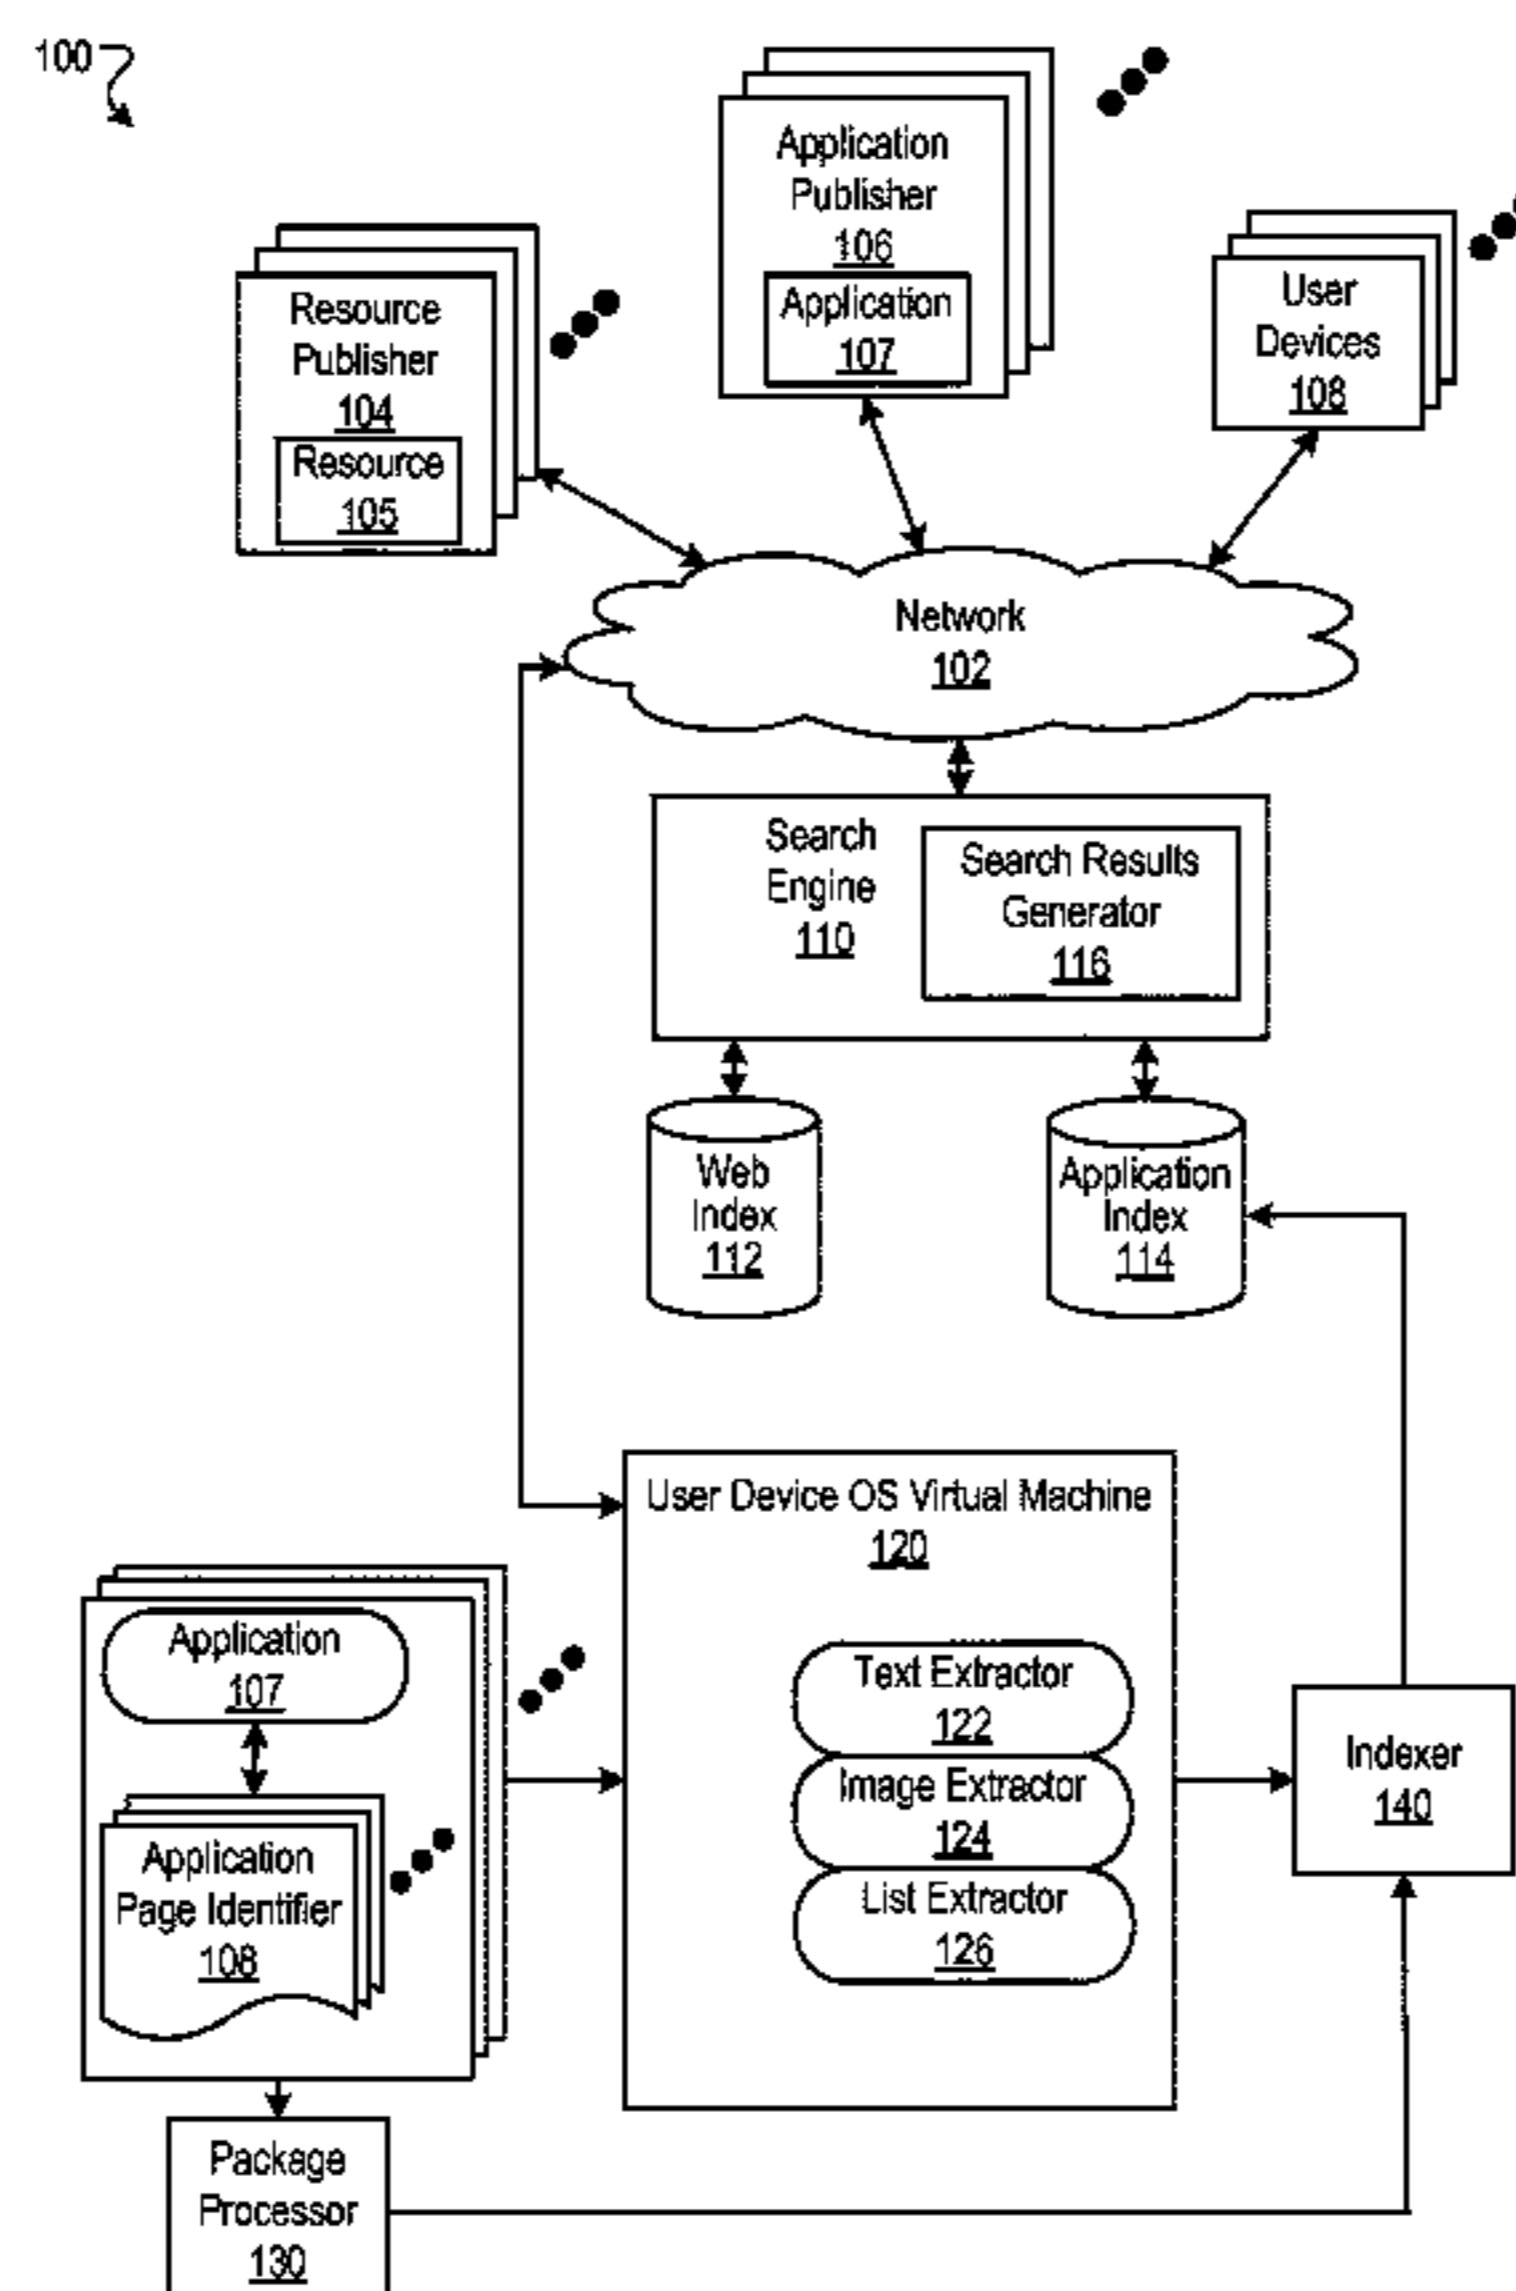 100
Application
Publisher
106
Application
107
User
Devices
108
Resource
Publisher
104
Resource
105
Network
102
Search
Engine
110
Search Results
Generator
116
Web
Index
112
Application
Index
114
User Device OS Virtual Machine
120
Application
107
Text Extractor
122
Image Extractor
124
List Extractor
126
Indexer
140
Application
Page Identifier
108
Package
Processor
130